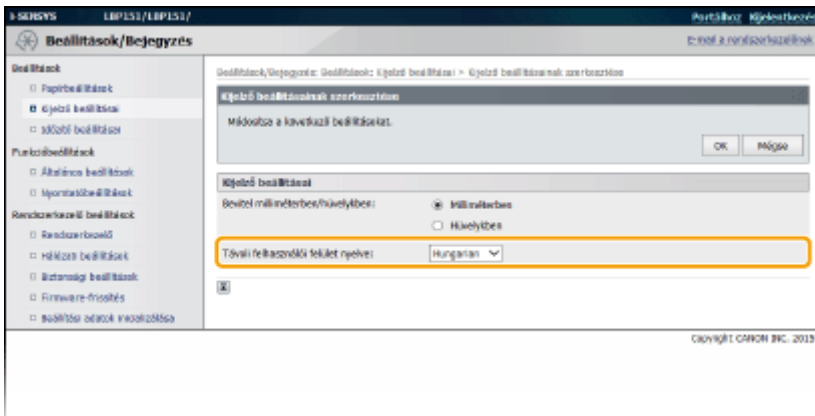 i-SENSYS LBP151/LBP151/ Portálhoz Kijelentkezés
Beállítások/Bejegyzés E-mail a rendszerkezelőnek
Beállítások
Papírbeállítások
Kijelző beállításai
Időzítő beállításai
Funkcióbeállítások
Általános beállítások
Nyomtatóbeállítások
Rendszerkezelő beállítások
Rendszerkezelő
Hálózati beállítások
Biztonsági beállítások
Firmware-frissítés
Beállítási adatok inicializálása
Beállítások/Bejegyzés: Beállítások: Kijelző beállításai > Kijelző beállításainak szerkesztése
Kijelző beállításainak szerkesztése
Módosítsa a következő beállításokat.
OK Mégse
Kijelző beállításai
Bevitel milliméterben/hüvelykben: Milliméterben
Hüvelykben
Távoli felhasználói felület nyelve: Hungarian
Copyright CANON INC. 2015